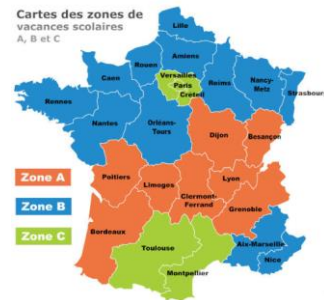 Cartes des zones de
vacances scolaires
A, B et C
Lille
Amiens
Rouen
Caen
Versailles
Paris
Créteil
Reims
Nancy-
Metz
Strasbourg
Rennes
Nantes
Orléans-
Tours
Dijon
Besançon
Zone A
Zone B
Zone C
Poitiers
Limoges
Clermont-
Ferrand
Lyon
Grenoble
Bordeaux
Toulouse
Montpellier
Aix-Marseille
Nice